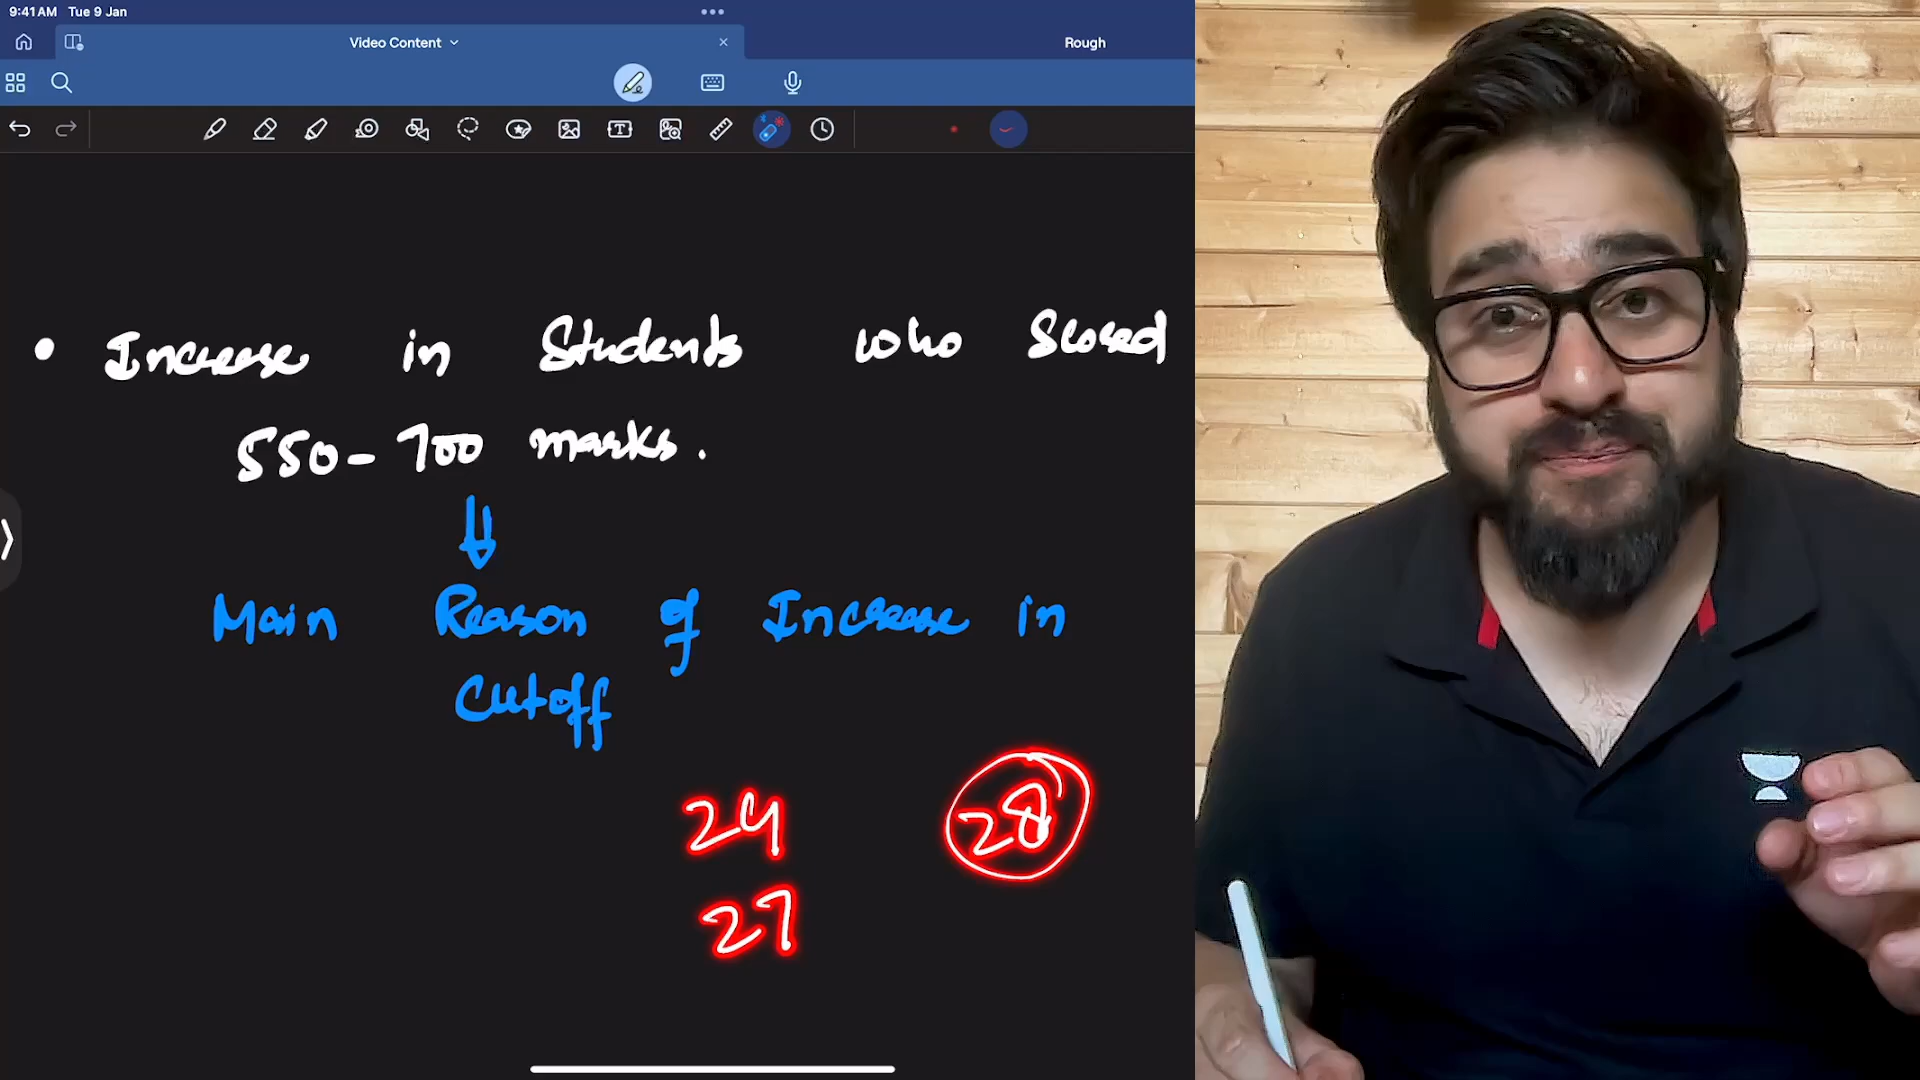 9:41 AM Tue 9 Jan
Video Content
Rough
• Increase in Students who Scored
550-700 marks.
Main Reason of Increase in
Cutoff
24 28
27